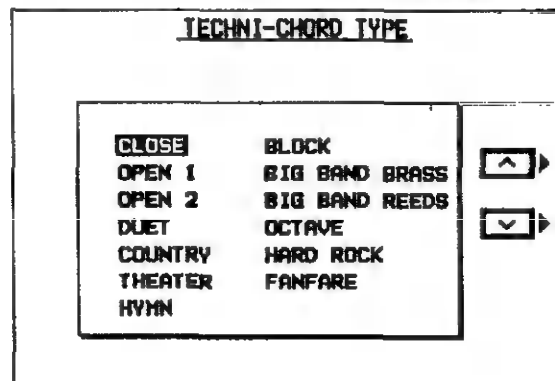 TECHNI-CHORD TYPE
CLOSE BLOCK
OPEN 1 BIG BAND BRASS
OPEN 2 BIG BAND REEDS
DUET OCTAVE
COUNTRY HARD ROCK
THEATER FANFARE
HYMN